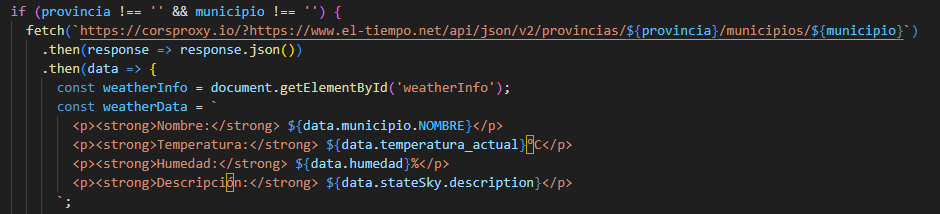 if (provincia !== '' && municipio !== '') {
fetch(`https://corsproxy.io/?https://www.el-tiempo.net/api/json/v2/provincias/${provincia}/municipios/${municipio}`)
.then(response => response.json())
.then(data => {
const weatherInfo = document.getElementById('weatherInfo');
const weatherData = `
<p><strong>Nombre:</strong> ${data.municipio.NOMBRE}</p>
<p><strong>Temperatura:</strong> ${data.temperatura_actual}ºC</p>
<p><strong>Humedad:</strong> ${data.humedad}%</p>
<p><strong>Descripción:</strong> ${data.stateSky.description}</p>
`;